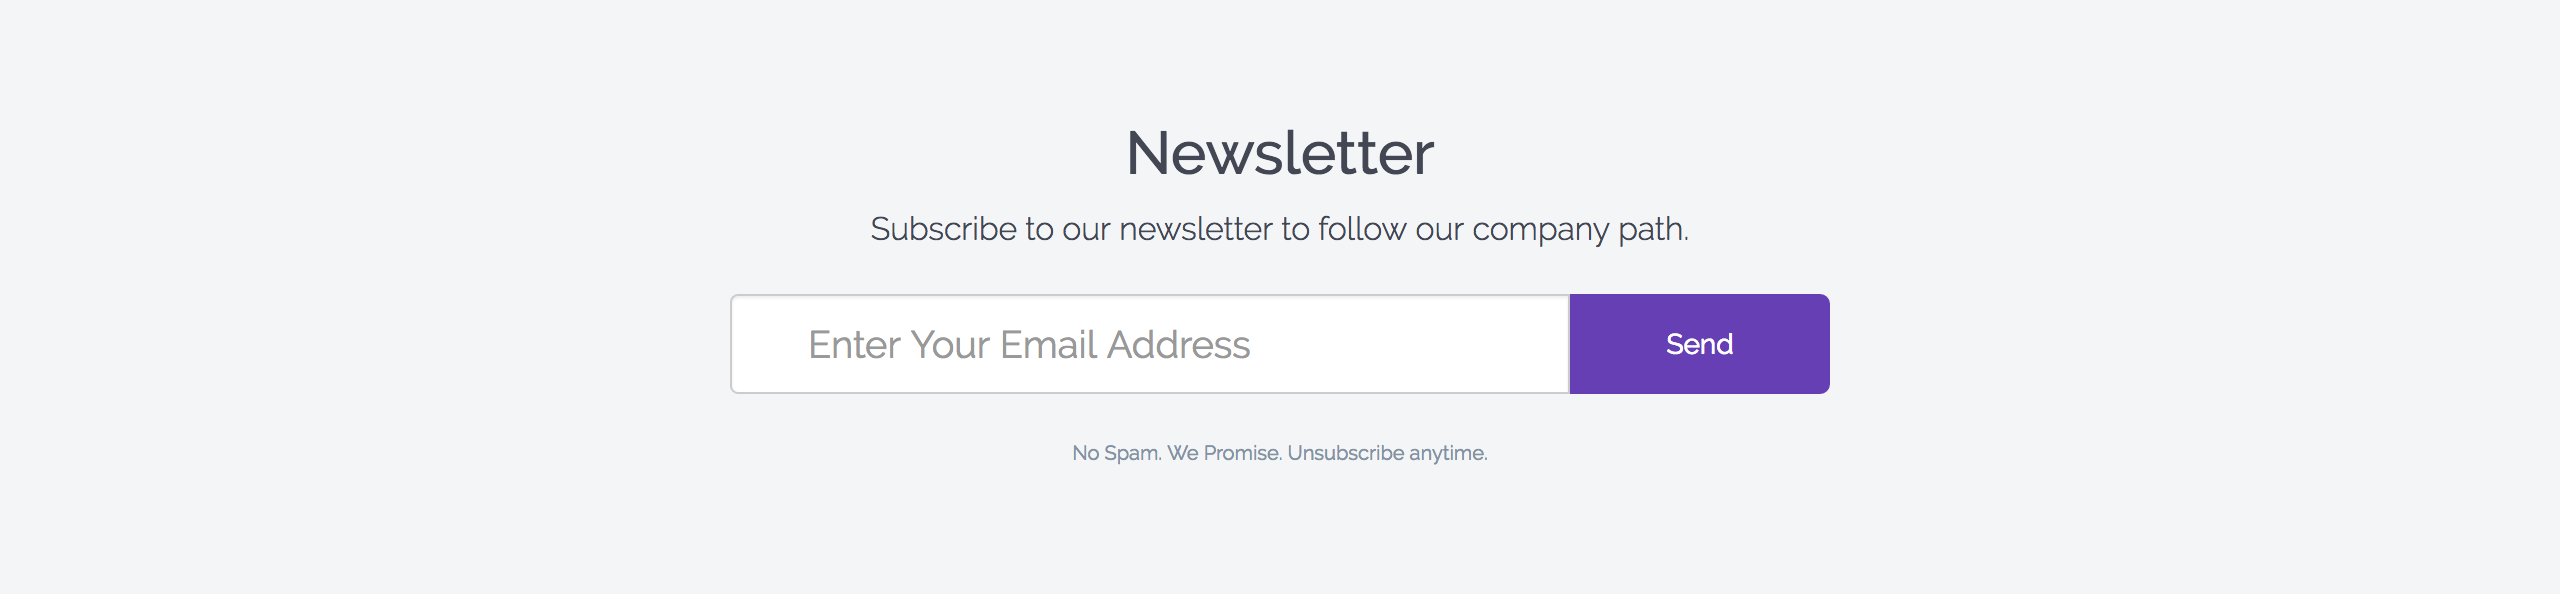 Newsletter
Subscribe to our newsletter to follow our company path.
Enter Your Email Address
Send
No Spam. We Promise. Unsubscribe anytime.